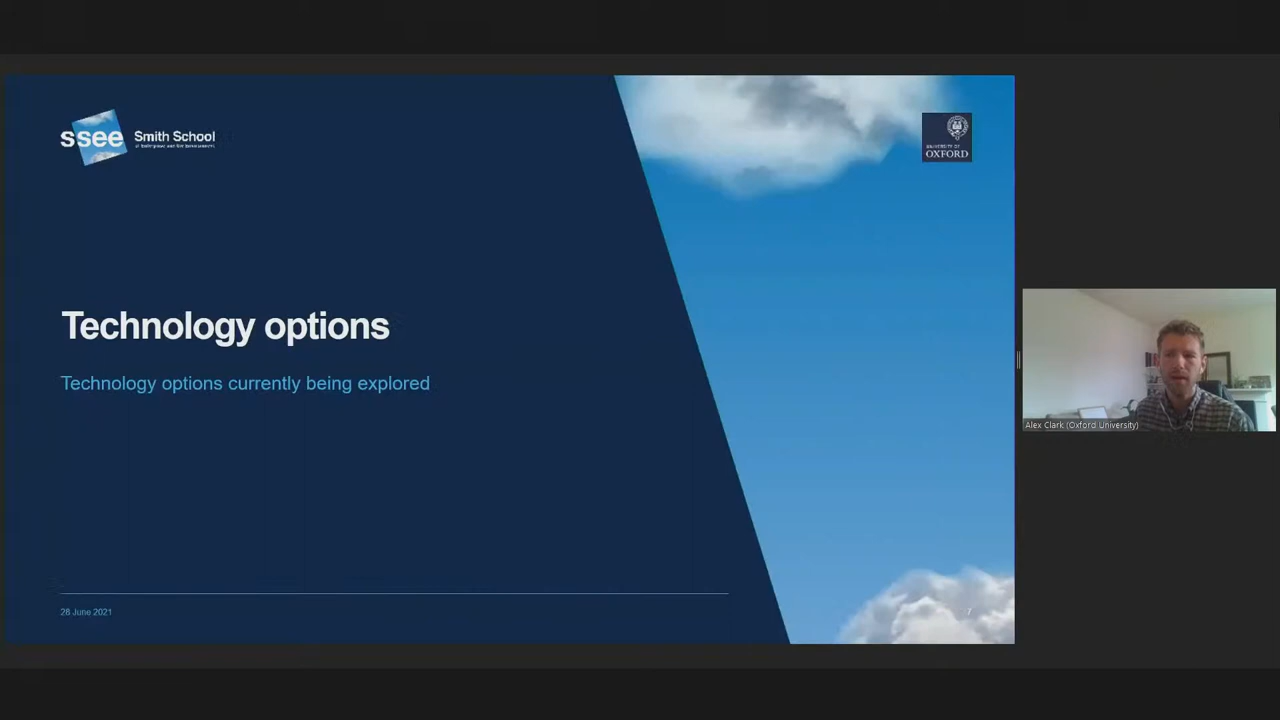 ssee
Smith School
UNIVERSITY OF
OXFORD
Technology options
Technology options currently being explored
Alex Clark (Oxford University)
28 June 2021
7